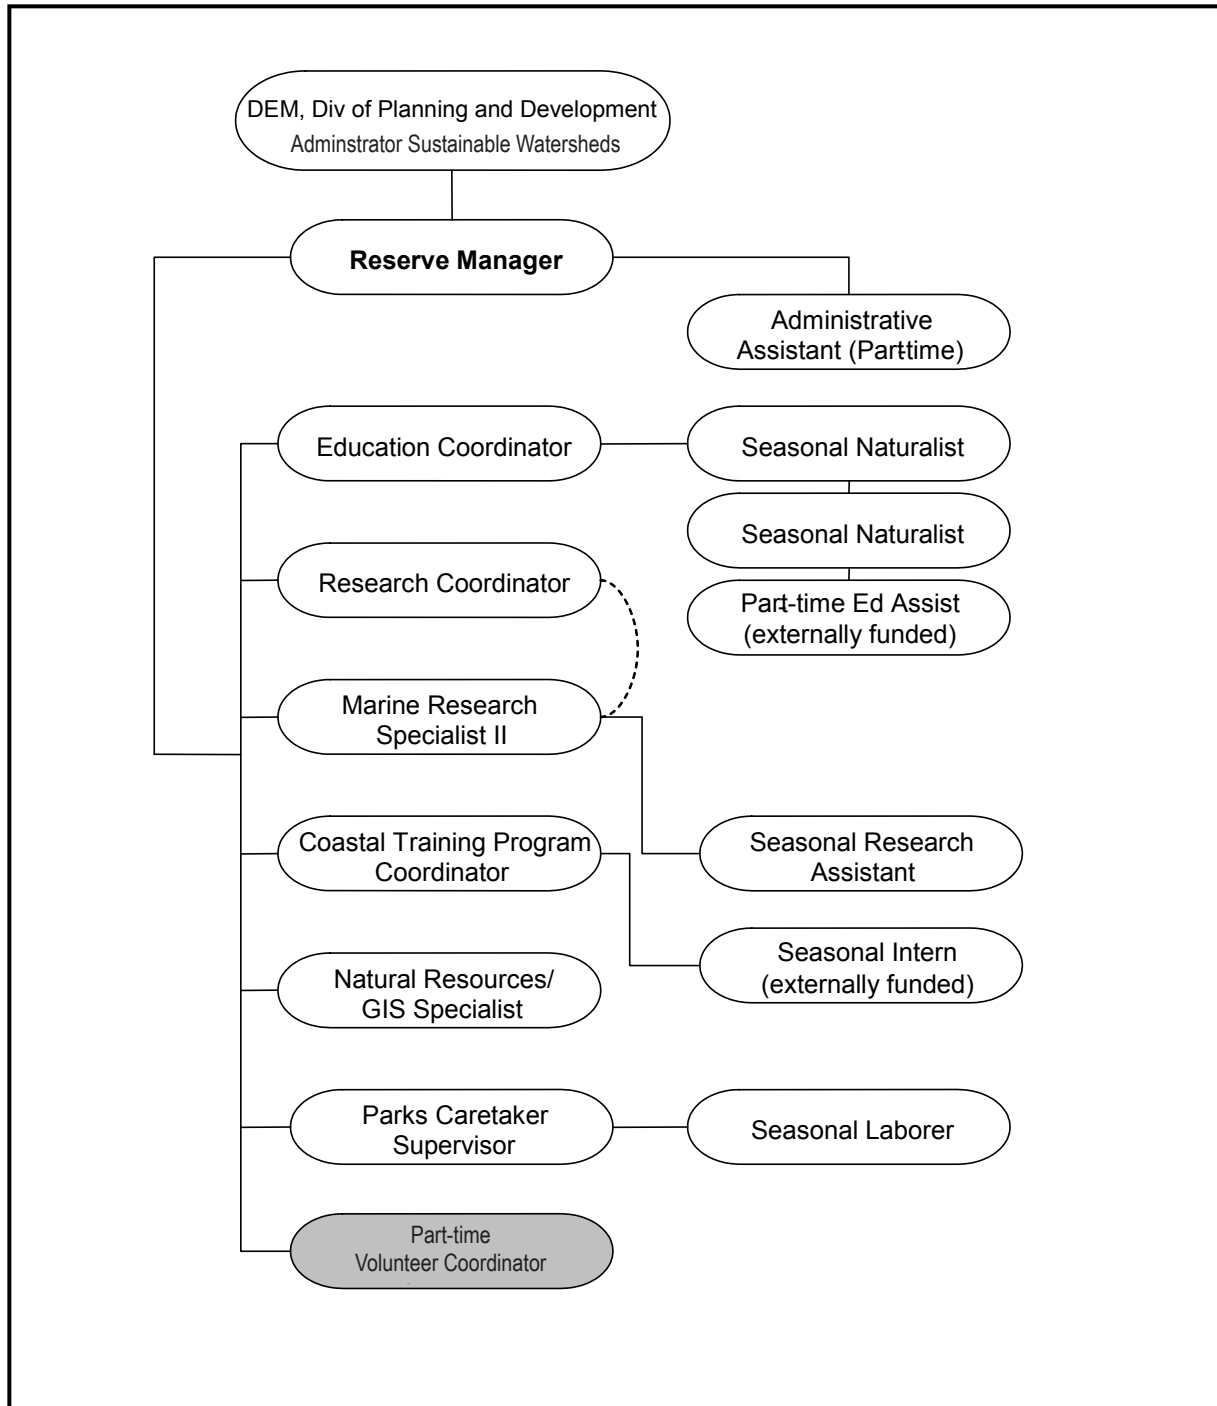 DEM, Div of Planning and Development
Adminstrator Sustainable Watersheds
Reserve Manager
Administrative
Assistant (Part-time)
Education Coordinator
Seasonal Naturalist
Seasonal Naturalist
Research Coordinator
Part-time Ed Assist
(externally funded)
Marine Research
Specialist II
Coastal Training Program
Coordinator
Seasonal Research
Assistant
Seasonal Intern
(externally funded)
Natural Resources/
GIS Specialist
Parks Caretaker
Supervisor
Seasonal Laborer
Part-time
Volunteer Coordinator